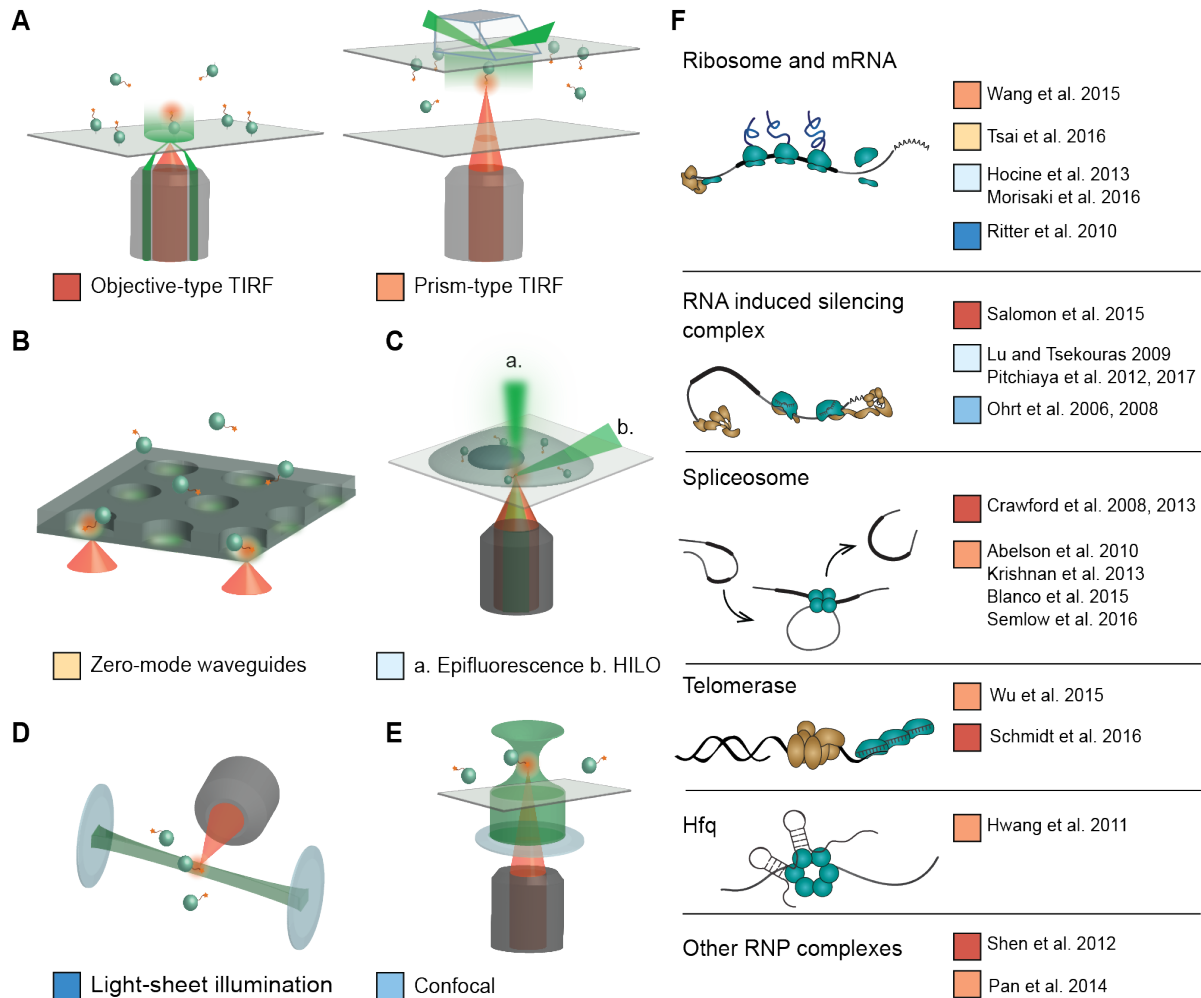 A
Objective-type TIRF
Prism-type TIRF
B
Zero-mode waveguides
C
a.
b.
a. Epifluorescence b. HILO
D
Light-sheet illumination
E
Confocal
F
Ribosome and mRNA
Wang et al. 2015
Tsai et al. 2016
Hocine et al. 2013
Morisaki et al. 2016
Ritter et al. 2010
RNA induced silencing
complex
Salomon et al. 2015
Lu and Tsekouras 2009
Pitchiaya et al. 2012, 2017
Ohrt et al. 2006, 2008
Spliceosome
Crawford et al. 2008, 2013
Abelson et al. 2010
Krishnan et al. 2013
Blanco et al. 2015
Semlow et al. 2016
Telomerase
Wu et al. 2015
Schmidt et al. 2016
Hfq
Hwang et al. 2011
Other RNP complexes
Shen et al. 2012
Pan et al. 2014